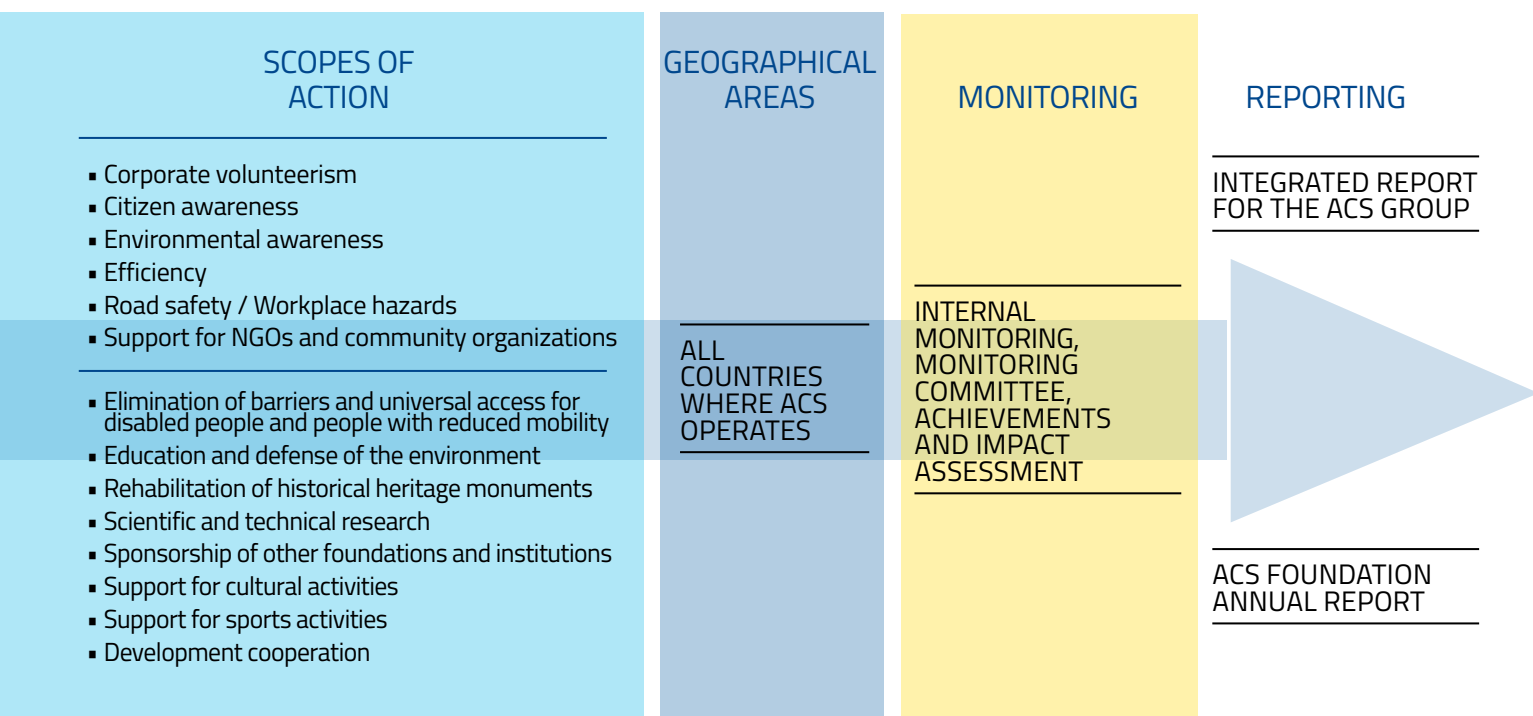 SCOPES OF
ACTION
▪ Corporate volunteerism
▪ Citizen awareness
▪ Environmental awareness
▪ Efficiency
▪ Road safety / Workplace hazards
▪ Support for NGOs and community organizations
▪ Elimination of barriers and universal access for
disabled people and people with reduced mobility
▪ Education and defense of the environment
▪ Rehabilitation of historical heritage monuments
▪ Scientific and technical research
▪ Sponsorship of other foundations and institutions
▪ Support for cultural activities
▪ Support for sports activities
▪ Development cooperation
GEOGRAPHICAL
AREAS
ALL
COUNTRIES
WHERE ACS
OPERATES
MONITORING
INTERNAL
MONITORING,
MONITORING
COMMITTEE,
ACHIEVEMENTS
AND IMPACT
ASSESSMENT
REPORTING
INTEGRATED REPORT
FOR THE ACS GROUP
ACS FOUNDATION
ANNUAL REPORT